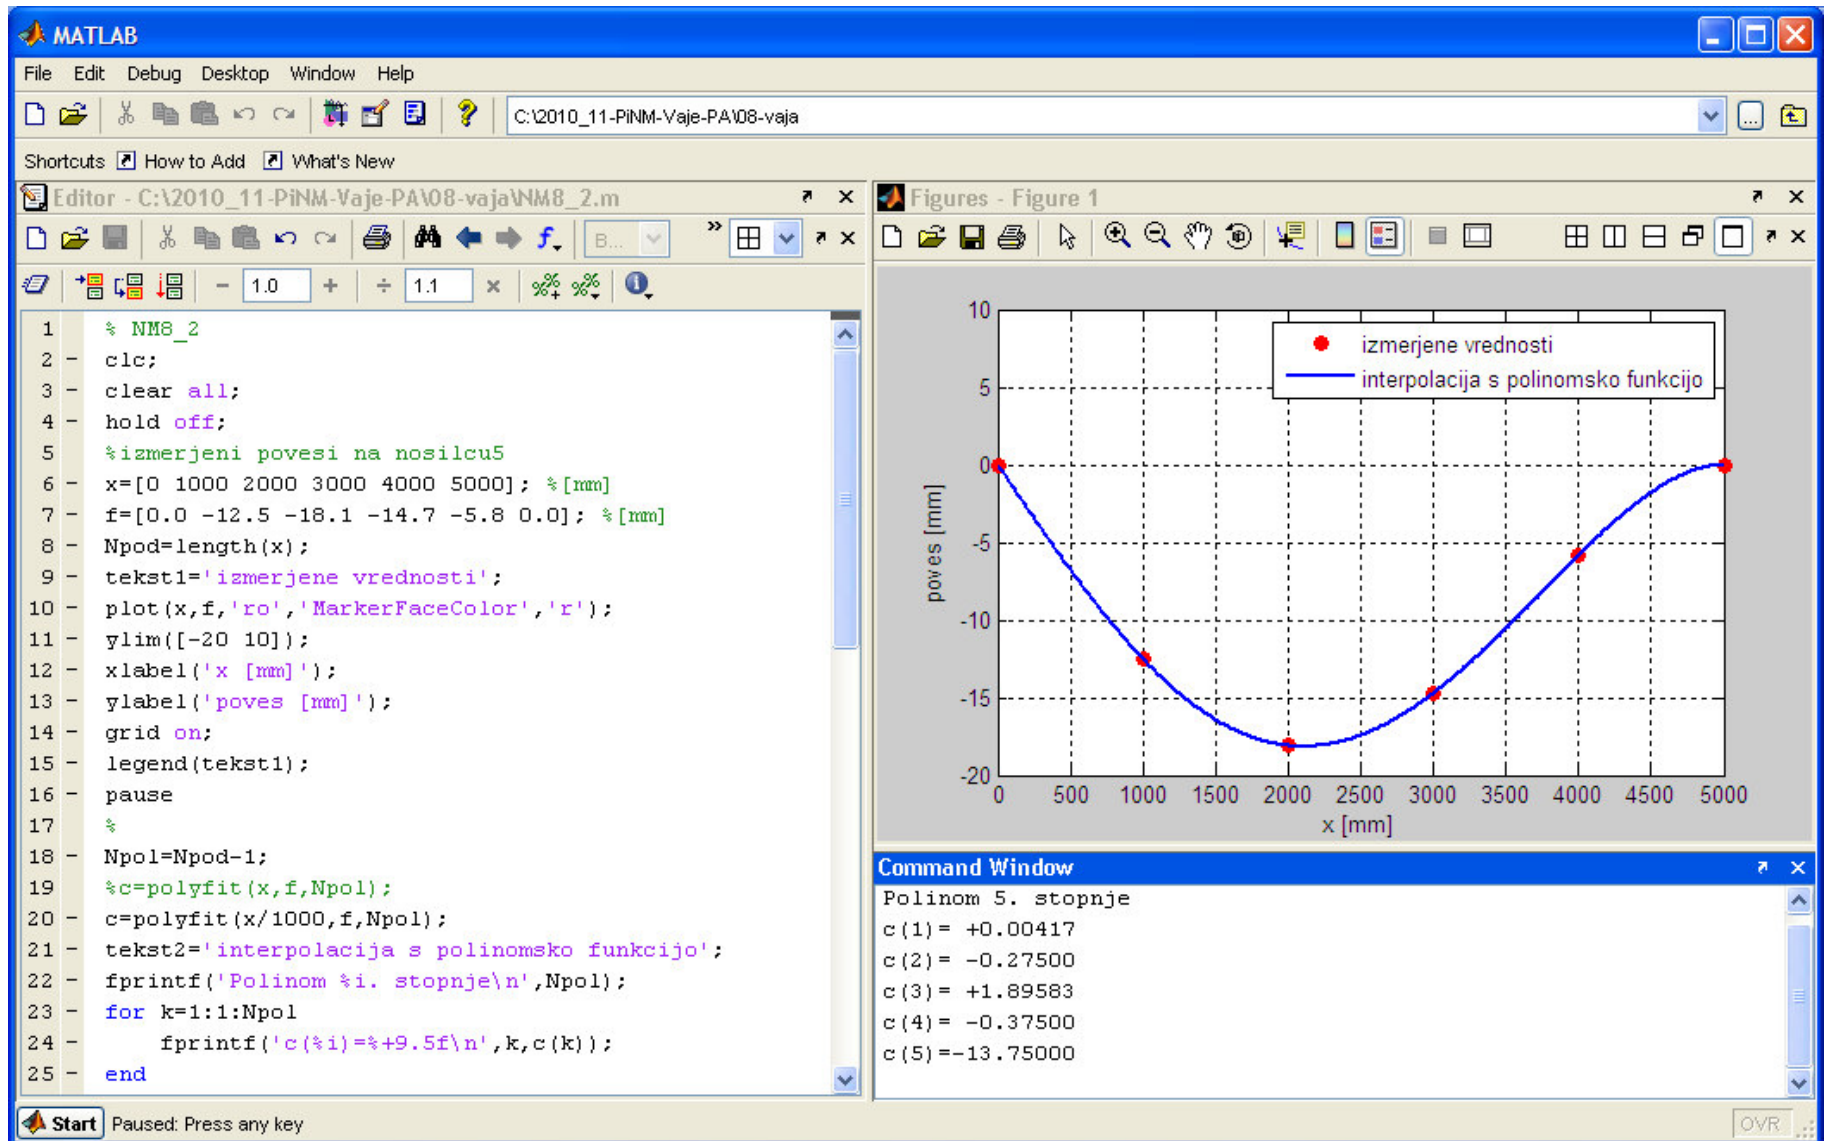 MATLAB
File Edit Debug Desktop Window Help
C:\2010_11-PiNM-Vaje-PA\08-vaja
...
Shortcuts How to Add What's New
Editor - C:\2010_11-PiNM-Vaje-PA\08-vaja\NM8_2.m
B...
1.0
1.1
1 % NM8_2
2 - clc;
3 - clear all;
4 - hold off;
5 %izmerjeni povesi na nosilcu5
6 - x=[0 1000 2000 3000 4000 5000]; %[mm]
7 - f=[0.0 -12.5 -18.1 -14.7 -5.8 0.0]; %[mm]
8 - Npod=length(x);
9 - tekst1='izmerjene vrednosti';
10 - plot(x,f,'ro','MarkerFaceColor','r');
11 - ylim([-20 10]);
12 - xlabel('x [mm]');
13 - ylabel('poves [mm]');
14 - grid on;
15 - legend(tekst1);
16 - pause
17 %
18 - Npol=Npod-1;
19 %c=polyfit(x,f,Npol);
20 - c=polyfit(x/1000,f,Npol);
21 - tekst2='interpolacija s polinomsko funkcijo';
22 - fprintf('Polinom %i. stopnje\n',Npol);
23 - for k=1:1:Npol
24 - fprintf('c(%i)=%+9.5f\n',k,c(k));
25 - end
Figures - Figure 1
izmerjene vrednosti
interpolacija s polinomsko funkcijo
10
5
0
-5
-10
-15
-20
poves [mm]
0 500 1000 1500 2000 2500 3000 3500 4000 4500 5000
x [mm]
Command Window
Polinom 5. stopnje
c(1)= +0.00417
c(2)= -0.27500
c(3)= +1.89583
c(4)= -0.37500
c(5)=-13.75000
Start Paused: Press any key
OVR